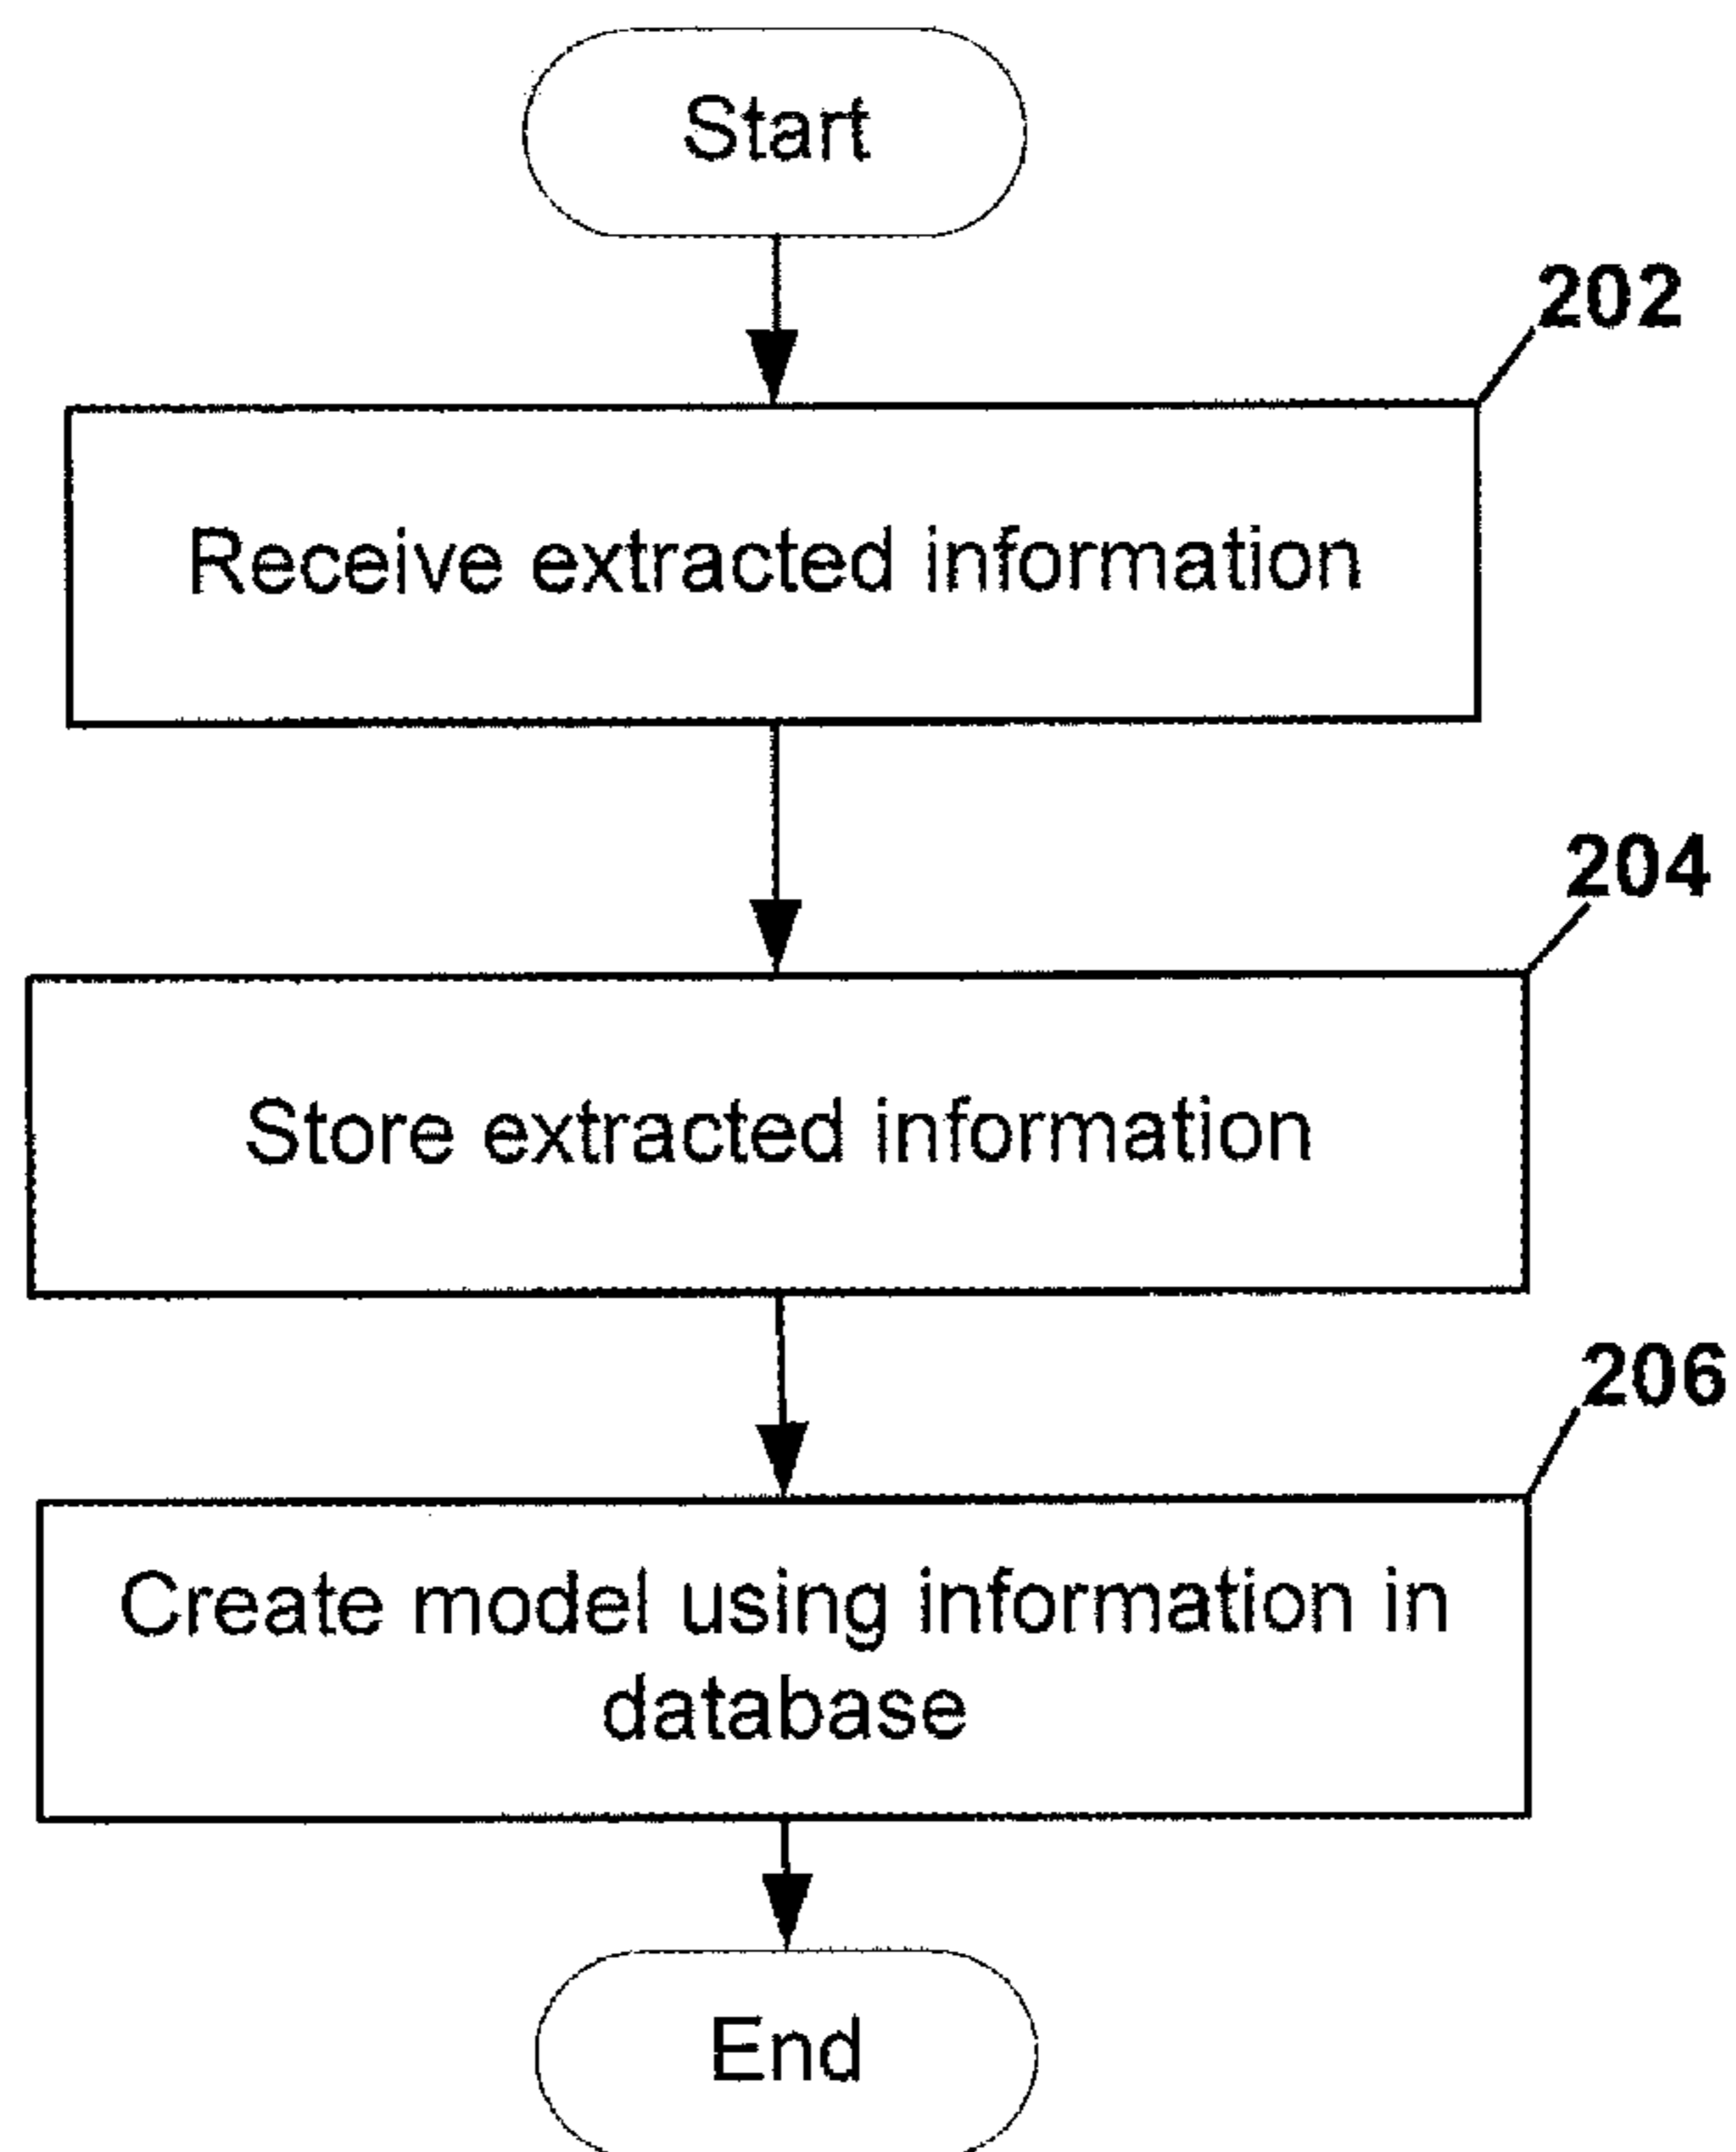 Start
202
Receive extracted information
204
Store extracted information
206
Create model using information in
database
End